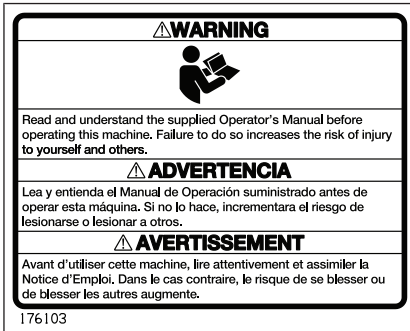 ⚠WARNING
Read and understand the supplied Operator's Manual before
operating this machine. Failure to do so increases the risk of injury
to yourself and others.
⚠ ADVERTENCIA
Lea y entienda el Manual de Operación suministrado antes de
operar esta máquina. Si no lo hace, incrementara el riesgo de
lesionarse o lesionar a otros.
⚠ AVERTISSEMENT
Avant d'utiliser cette machine, lire attentivement et assimiler la
Notice d'Emploi. Dans le cas contraire, le risque de se blesser ou
de blesser les autres augmente.
176103